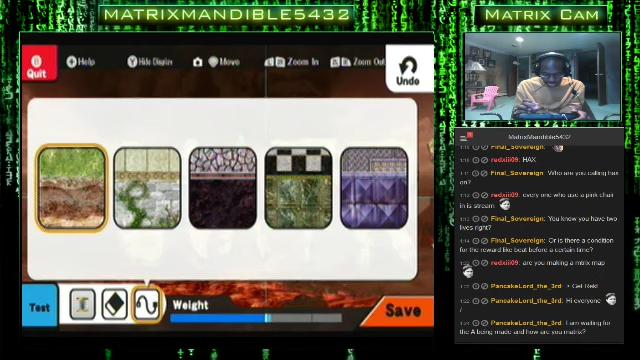 MATRIXMANDIBLE5432
MATRIX CAM
Quit
Help
Hide Display
Move
Zoom In
Zoom Out
Undo
Test
Weight
Save
MatrixMandible5432
Final_Sovereign:
redxiii09: HAX
Final_Sovereign: Who are you calling hax
on?
redxiii09: every one who use a pink chair
in is stream
Final_Sovereign: You know you have two
lives right?
Final_Sovereign: Or is there a condition
for the reward like beat before a certain time?
redxiii09: are you making a mtrix map
PancakeLord_the_3rd: > Get Rekt
PancakeLord_the_3rd: Hi everyone
/
PancakeLord_the_3rd: I am waiting for
the A being made and how are you matrix?